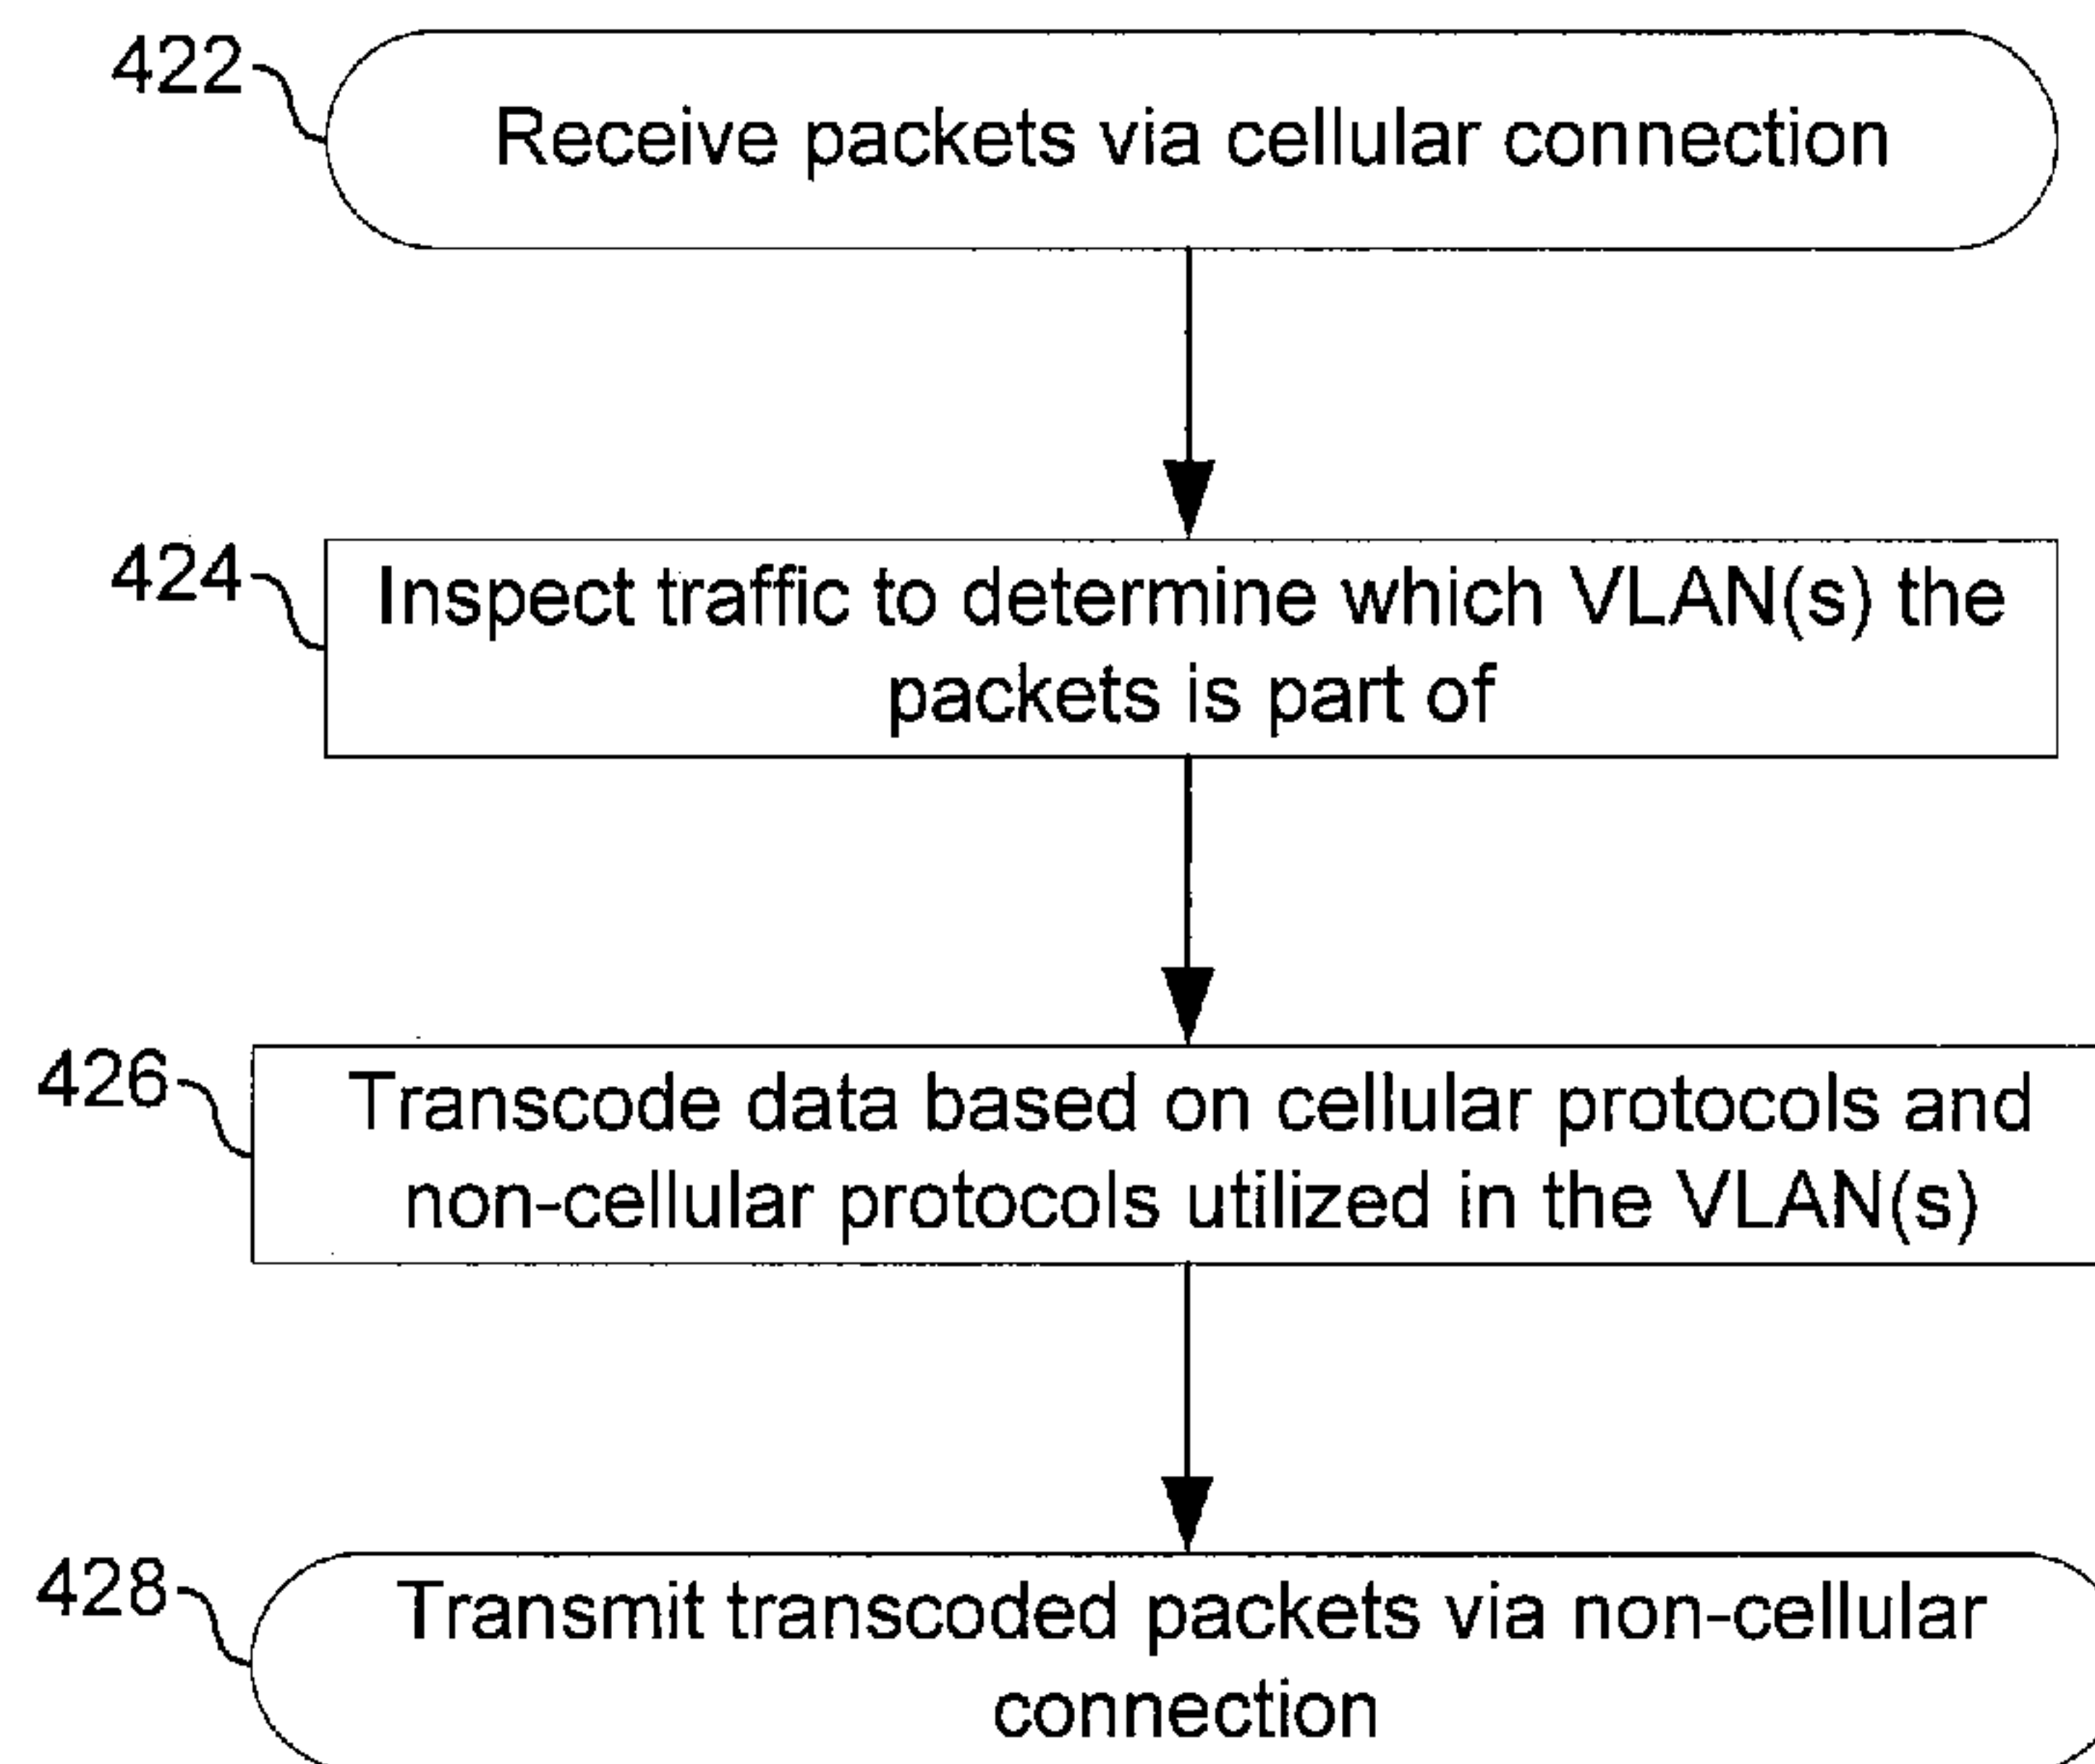 422
Receive packets via cellular connection
424
Inspect traffic to determine which VLAN(s) the
packets is part of
426
Transcode data based on cellular protocols and
non-cellular protocols utilized in the VLAN(s)
428
Transmit transcoded packets via non-cellular
connection